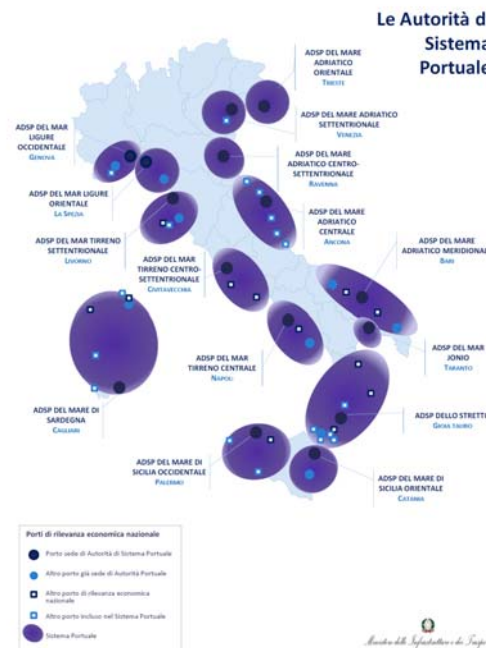 Le Autorità d
Sistema
Portuale
ADSP DEL MARE
ADRIATICO
ORIENTALE
TRIESTE
ADSP DEL MARE ADRIATICO
SETTENTRIONALE
VENEZIA
ADSP DEL MAR
LIGURE
OCCIDENTALE
GENOVA
ADSP DEL MARE
ADRIATICO CENTRO-
SETTENTRIONALE
RAVENNA
ADSP DEL MAR LIGURE
ORIENTALE
LA SPEZIA
ADSP DEL MARE
ADRIATICO
CENTRALE
ANCONA
ADSP DEL MAR TIRRENO
SETTENTRIONALE
LIVORNO
ADSP DEL MARE
ADRIATICO MERIDIONAL
BARI
ADSP DEL MAR
TIRRENO CENTRO-
SETTENTRIONALE
CIVITAVECCHIA
ADSP DEL MAR
TIRRENO CENTRALE
NAPOLI
ADSP DEL MAR
JONIO
TARANTO
ADSP DEL MARE DI
SARDEGNA
CAGLIARI
ADSP DELLO STRETT
GIOIA TAURO
ADSP DEL MARE DI
SICILIA OCCIDENTALE
PALERMO
ADSP DEL MARE DI
SICILIA ORIENTALE
CATANIA
Porti di rilevanza economica nazionale
Porto sede di Autorità di Sistema Portuale
Altro porto già sede di Autorità Portuale
Altro porto di rilevanza economica
nazionale
Altro porto incluso nel Sistema Portuale
Sistema Portuale
Ministero delle Infrastrutture e dei Trasp